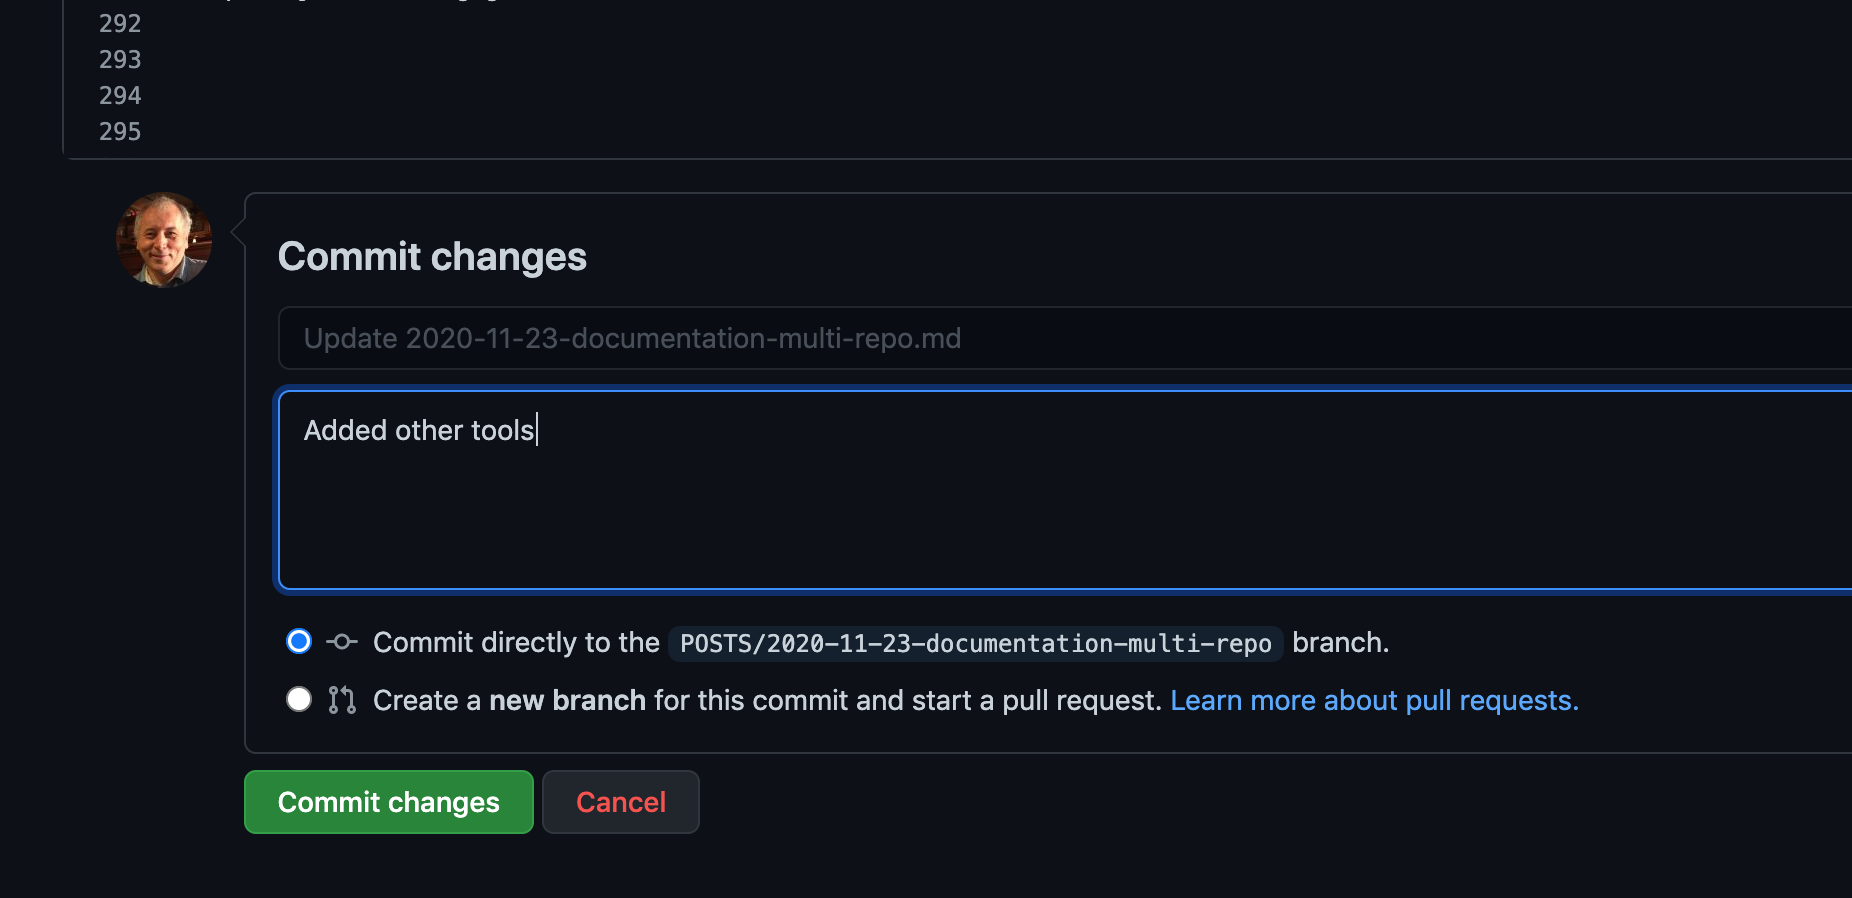 292
293
294
295
Commit changes
Update 2020-11-23-documentation-multi-repo.md
Added other tools
Commit directly to the POSTS/2020-11-23-documentation-multi-repo branch.
Create a new branch for this commit and start a pull request. Learn more about pull requests.
Commit changes Cancel